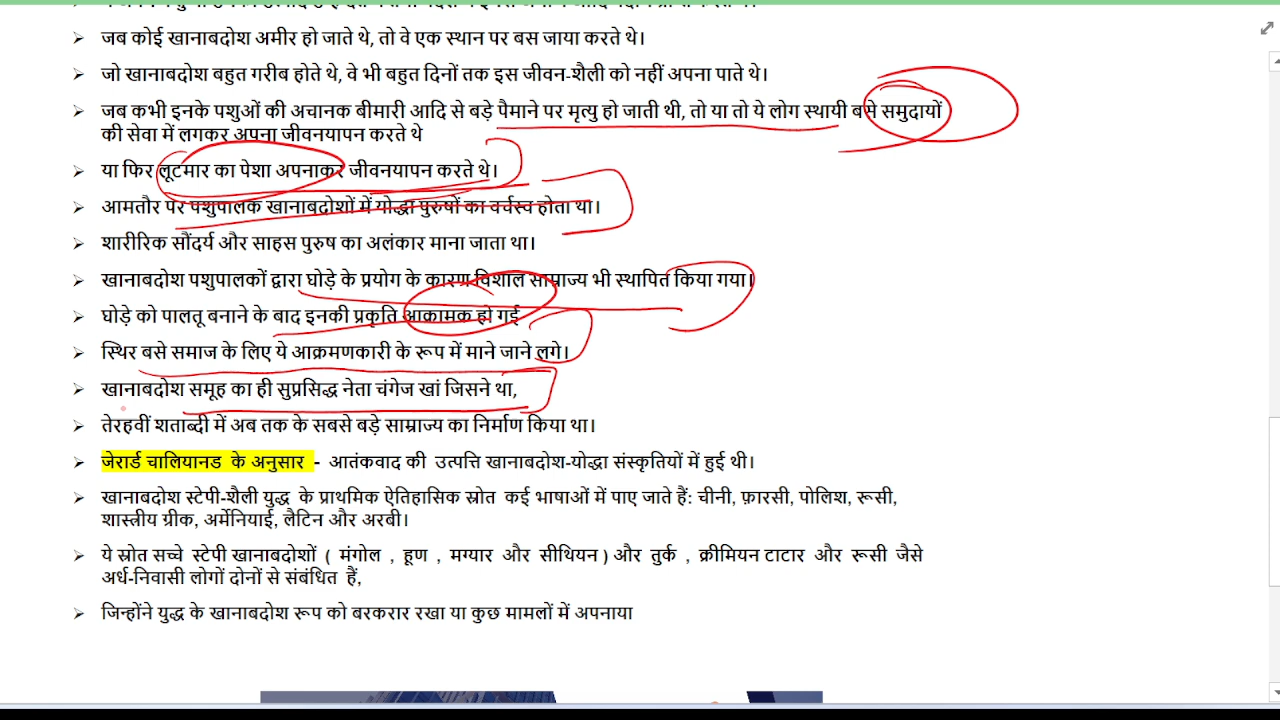 ➢ जब कोई खानाबदोश अमीर हो जाते थे, तो वे एक स्थान पर बस जाया करते थे।
➢ जो खानाबदोश बहुत गरीब होते थे, वे भी बहुत दिनों तक इस जीवन-शैली को नहीं अपना पाते थे।
➢ जब कभी इनके पशुओं की अचानक बीमारी आदि से बड़े पैमाने पर मृत्यु हो जाती थी, तो या तो ये लोग स्थायी बसे समुदायों
की सेवा में लगकर अपना जीवनयापन करते थे
➢ या फिर लूटमार का पेशा अपनाकर जीवनयापन करते थे।
➢ आमतौर पर पशुपालक खानाबदोशों में योद्धा पुरुषों का वर्चस्व होता था।
➢ शारीरिक सौंदर्य और साहस पुरुष का अलंकार माना जाता था।
➢ खानाबदोश पशुपालकों द्वारा घोड़े के प्रयोग के कारण विशाल साम्राज्य भी स्थापित किया गया।
➢ घोड़े को पालतू बनाने के बाद इनकी प्रकृति आक्रामक हो गई
➢ स्थिर बसे समाज के लिए ये आक्रमणकारी के रूप में माने जाने लगे।
➢ खानाबदोश समूह का ही सुप्रसिद्ध नेता चंगेज खां जिसने था,
➢ तेरहवीं शताब्दी में अब तक के सबसे बड़े साम्राज्य का निर्माण किया था।
➢ जेरार्ड चालियानड के अनुसार - आतंकवाद की उत्पत्ति खानाबदोश-योद्धा संस्कृतियों में हुई थी।
➢ खानाबदोश स्टेपी-शैली युद्ध के प्राथमिक ऐतिहासिक स्रोत कई भाषाओं में पाए जाते हैं: चीनी, फ़ारसी, पोलिश, रूसी,
शास्त्रीय ग्रीक, अर्मेनियाई, लैटिन और अरबी।
➢ ये स्रोत सच्चे स्टेपी खानाबदोशों ( मंगोल , हूण , मग्यार और सीथियन ) और तुर्क , क्रीमियन टाटार और रूसी जैसे
अर्ध-निवासी लोगों दोनों से संबंधित हैं,
➢ जिन्होंने युद्ध के खानाबदोश रूप को बरकरार रखा या कुछ मामलों में अपनाया